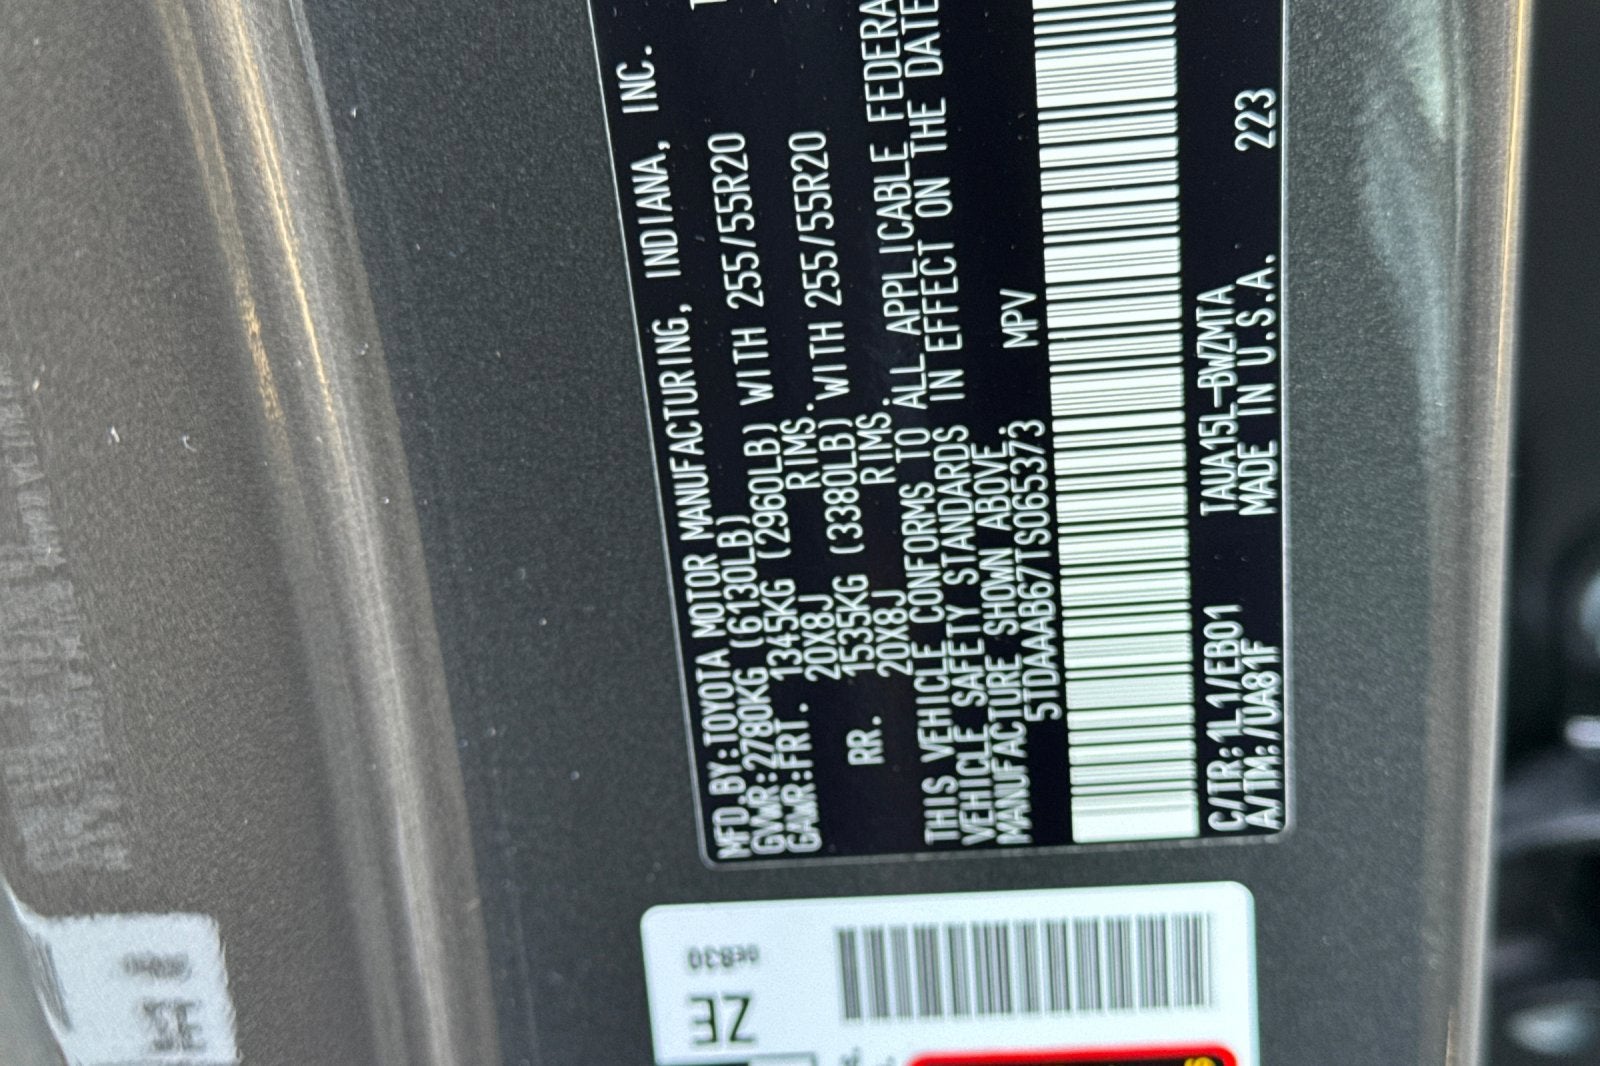 MFD.BY:TOYOTA MOTOR MANUFACTURING, INDIANA, INC.
GVWR:2780KG (6130LB)
GAWR:FRT. 1345KG (2960LB) WITH 255/55R20
20X8J RIMS.
RR. 1535KG (3380LB) WITH 255/55R20
20X8J RIMS.
THIS VEHICLE CONFORMS TO ALL APPLICABLE
VEHICLE SAFETY STANDARDS IN EFFECT ON THE DATE
MANUFACTURE SHOWN ABOVE.
5TDAAAB67TS065373 MPV
C/TR:1L1/EB01 TAUA15L-BWZMTA 223
A/TM:/UA81F MADE IN U.S.A.
0EB30
ZE